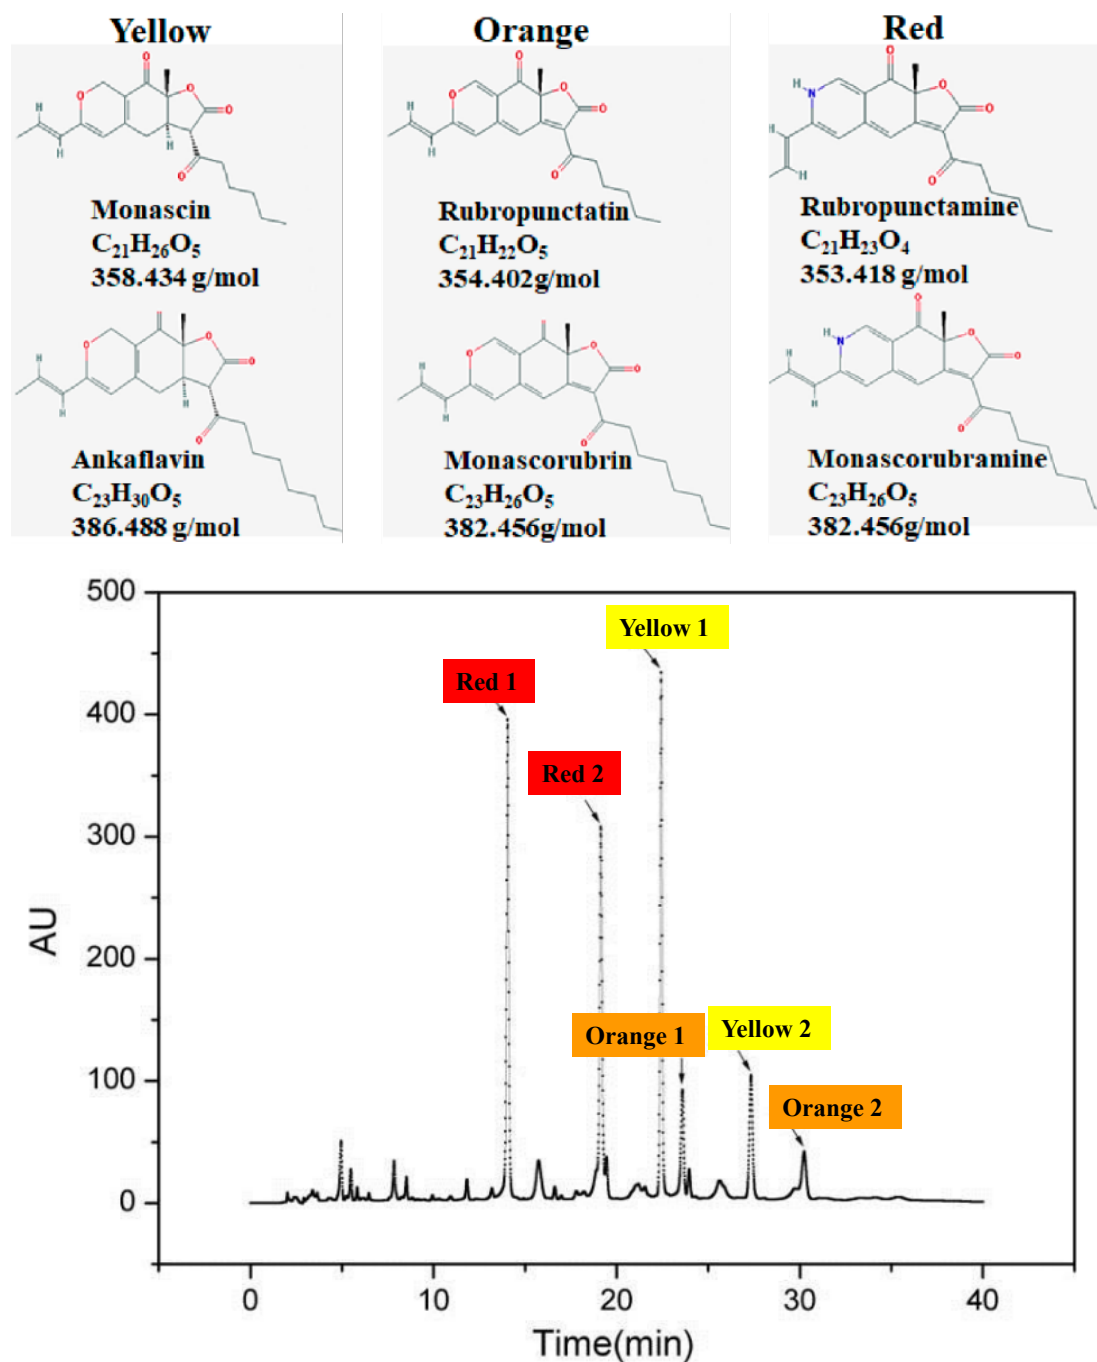 Yellow
Orange
Red
Monascin
C₂₁H₂₆O₅
358.434 g/mol
Rubropunctatin
C₂₁H₂₂O₅
354.402g/mol
Rubropunctamine
C₂₁H₂₃O₄
353.418 g/mol
Ankaflavin
C₂₃H₃₀O₅
386.488 g/mol
Monascorubrin
C₂₃H₂₆O₅
382.456g/mol
Monascorubramine
C₂₃H₂₆O₅
382.456g/mol
O
O
O
O
H
H
H
O
O
O
O
H
H
O
H
N
O
O
O
H
H
O
O
O
O
H
H
H
O
O
O
O
H
H
O
H
N
O
O
O
H
H
O
500
400
300
200
100
0
AU
Red 1
Red 2
Yellow 1
Orange 1
Yellow 2
Orange 2
0
10
20
30
40
Time(min)